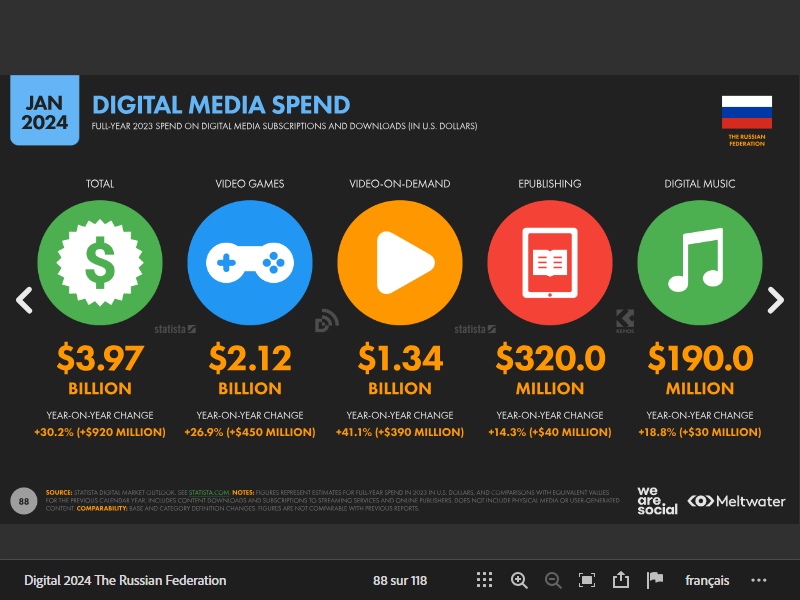 JAN
2024
DIGITAL MEDIA SPEND
FULL-YEAR 2023 SPEND ON DIGITAL MEDIA SUBSCRIPTIONS AND DOWNLOADS (IN U.S. DOLLARS)
THE RUSSIAN
FEDERATION
TOTAL
VIDEO GAMES
VIDEO-ON-DEMAND
EPUBLISHING
DIGITAL MUSIC
statista
statista
KEPIOS
$3.97
BILLION
YEAR-ON-YEAR CHANGE
+30.2% (+$920 MILLION)
$2.12
BILLION
YEAR-ON-YEAR CHANGE
+26.9% (+$450 MILLION)
$1.34
BILLION
YEAR-ON-YEAR CHANGE
+41.1% (+$390 MILLION)
$320.0
MILLION
YEAR-ON-YEAR CHANGE
+14.3% (+$40 MILLION)
$190.0
MILLION
YEAR-ON-YEAR CHANGE
+18.8% (+$30 MILLION)
88
SOURCE: STATISTA DIGITAL MARKET OUTLOOK. SEE STATISTA.COM. NOTES: FIGURES REPRESENT ESTIMATES FOR FULL-YEAR SPEND IN 2023 IN U.S. DOLLARS, AND COMPARISONS WITH EQUIVALENT VALUES
FOR THE PREVIOUS CALENDAR YEAR. INCLUDES CONTENT DOWNLOADS AND SUBSCRIPTIONS TO STREAMING SERVICES AND ONLINE PUBLISHERS. DOES NOT INCLUDE PHYSICAL MEDIA OR USER-GENERATED
CONTENT. COMPARABILITY: BASE AND CATEGORY DEFINITION CHANGES. FIGURES ARE NOT COMPARABLE WITH PREVIOUS REPORTS.
we
are.
social
Meltwater
Digital 2024 The Russian Federation
88 sur 118
français